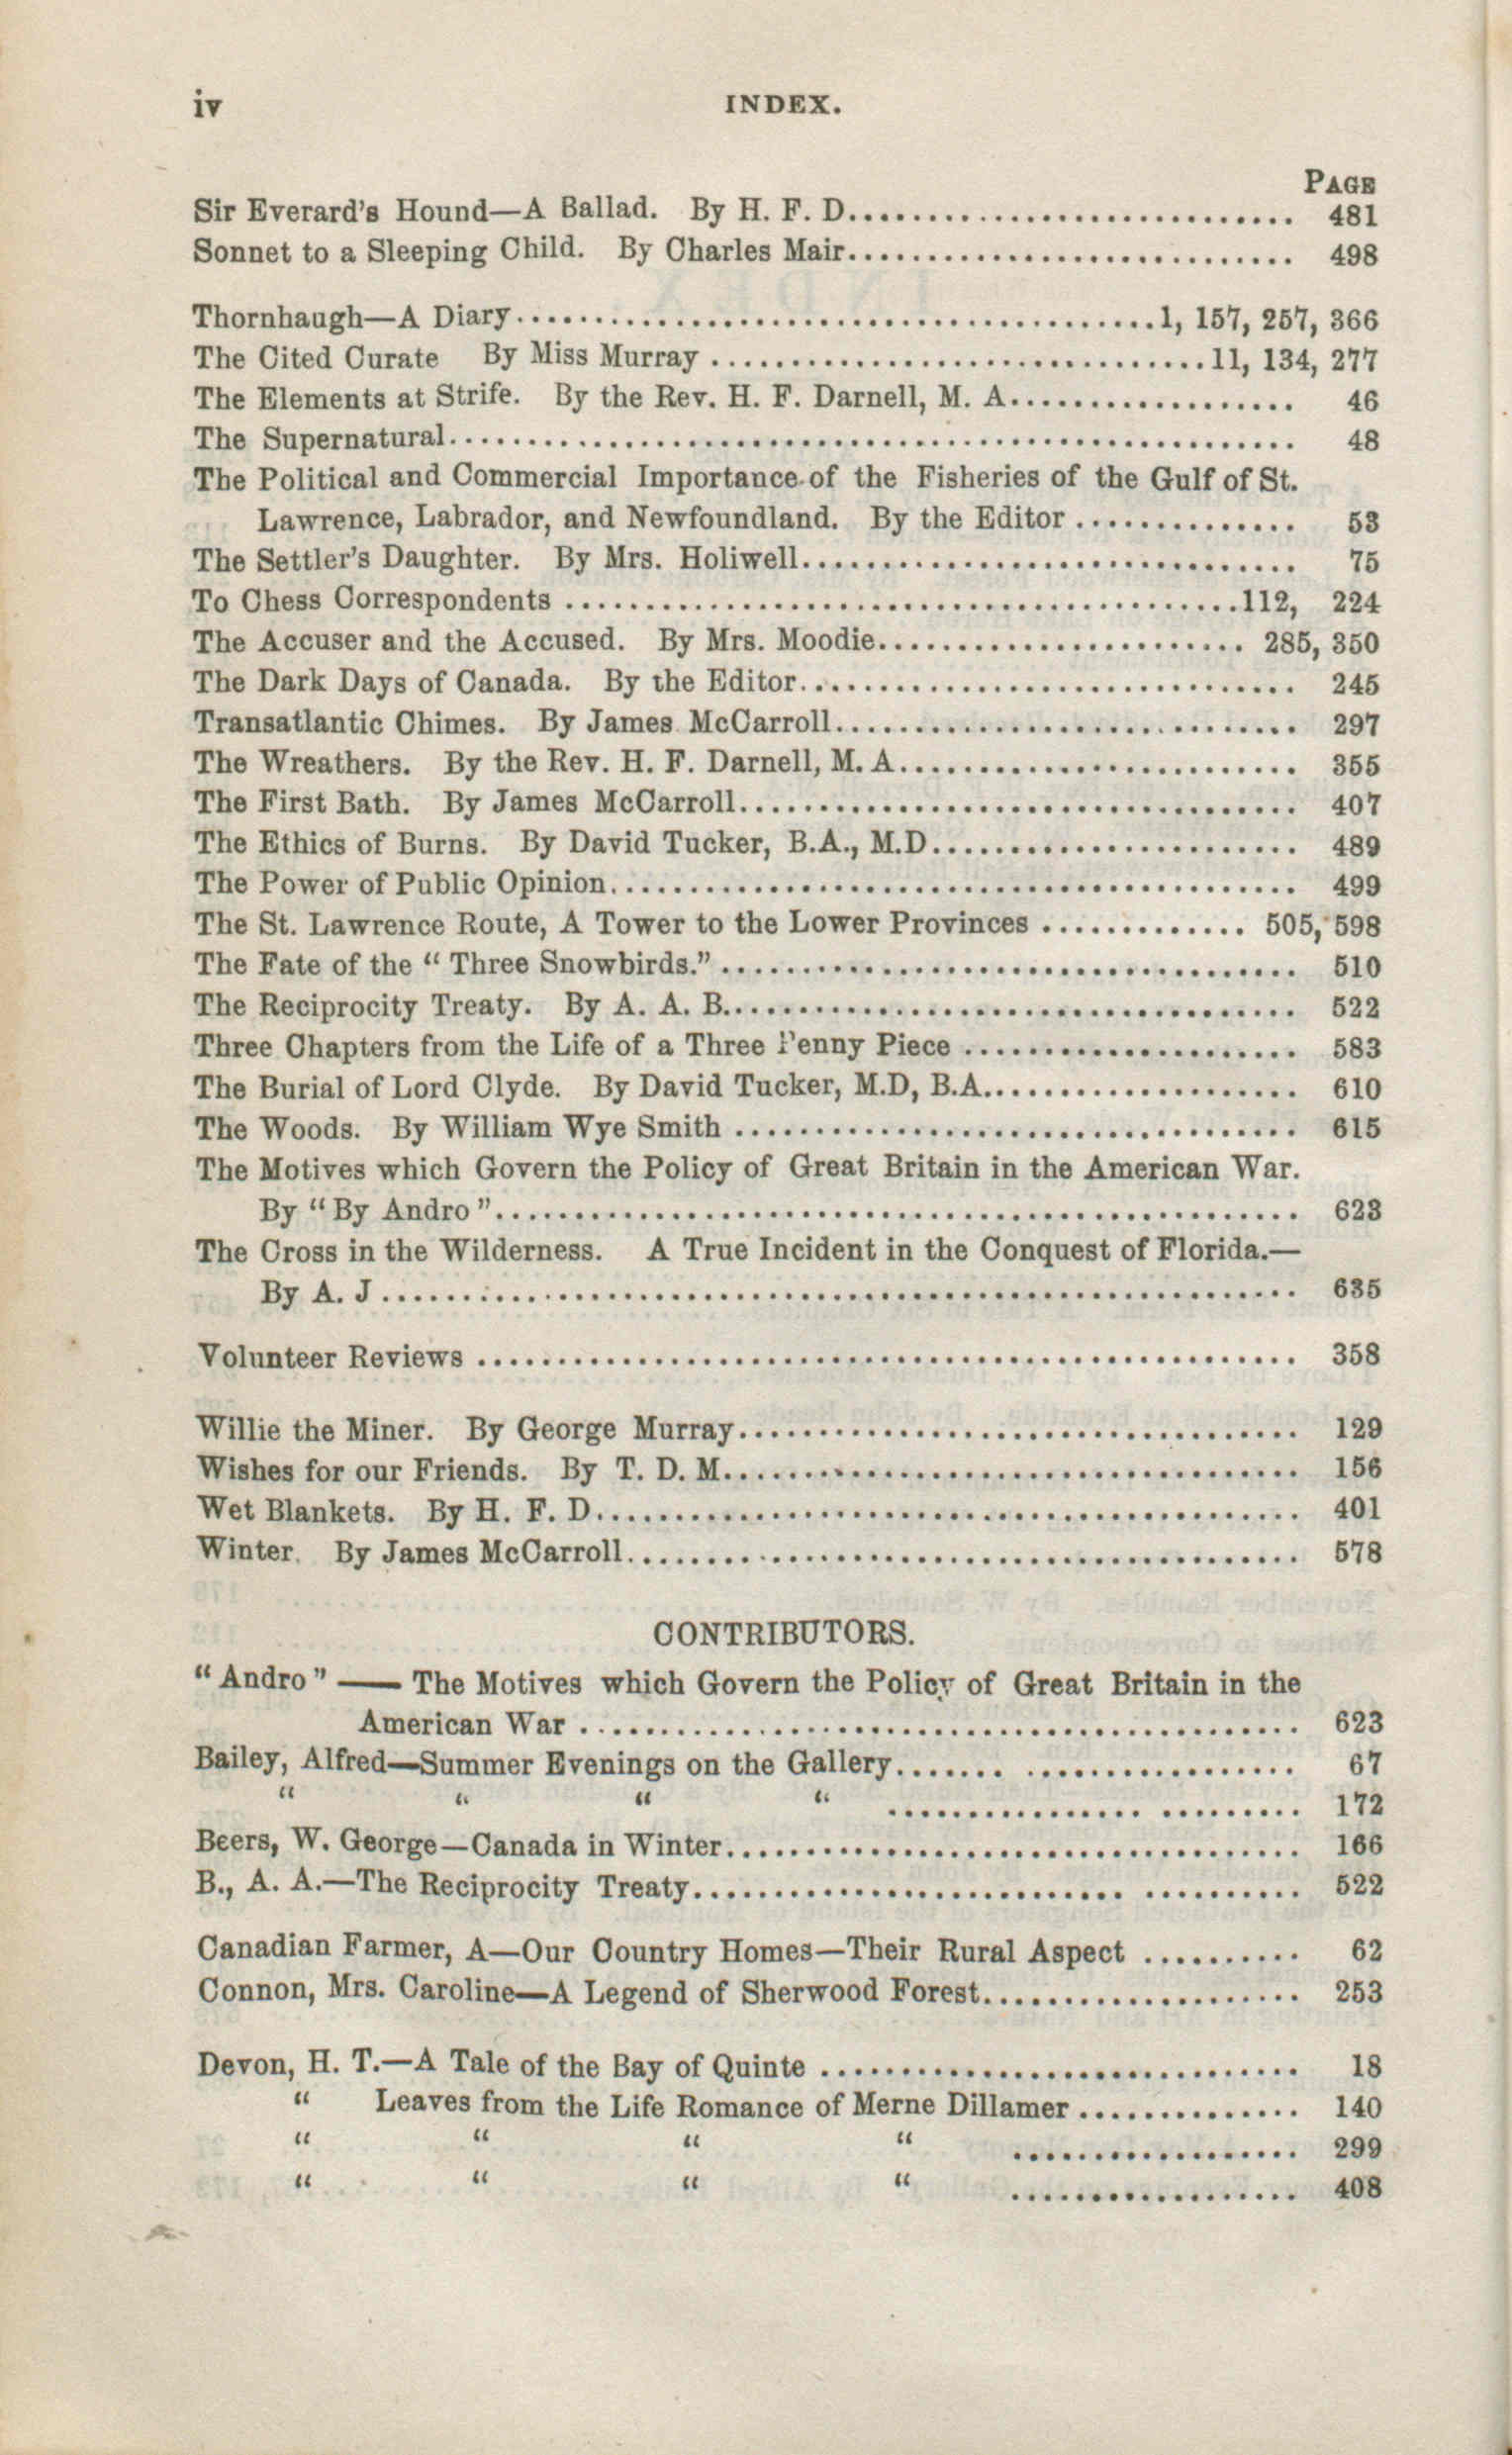 iv
INDEX.
PAGE
Sir Everard's Hound—A Ballad. By H. F. D............................ 481
Sonnet to a Sleeping Child. By Charles Mair............................ 498
Thornhaugh—A Diary........................................1, 157, 257, 366
The Cited Curate By Miss Murray ...............................11, 134, 277
The Elements at Strife. By the Rev. H. F. Darnell, M. A.................. 46
The Supernatural..................................................... 48
The Political and Commercial Importance of the Fisheries of the Gulf of St.
Lawrence, Labrador, and Newfoundland. By the Editor .............. 53
The Settler's Daughter. By Mrs. Holiwell............................... 75
To Chess Correspondents ..........................................112, 224
The Accuser and the Accused. By Mrs. Moodie....................... 285, 350
The Dark Days of Canada. By the Editor............................... 245
Transatlantic Chimes. By James McCarroll............................. 297
The Wreathers. By the Rev. H. F. Darnell, M. A......................... 355
The First Bath. By James McCarroll................................... 407
The Ethics of Burns. By David Tucker, B.A., M.D....................... 489
The Power of Public Opinion........................................... 499
The St. Lawrence Route, A Tower to the Lower Provinces ............. 505, 598
The Fate of the “ Three Snowbirds.” .................................... 510
The Reciprocity Treaty. By A. A. B.................................... 522
Three Chapters from the Life of a Three Penny Piece ..................... 583
The Burial of Lord Clyde. By David Tucker, M.D, B.A.................... 610
The Woods. By William Wye Smith ................................... 615
The Motives which Govern the Policy of Great Britain in the American War.
By “ By Andro ”................................................... 623
The Cross in the Wilderness. A True Incident in the Conquest of Florida.—
By A. J .......................................................... 635
Volunteer Reviews .................................................... 358
Willie the Miner. By George Murray................................... 129
Wishes for our Friends. By T. D. M.................................... 156
Wet Blankets. By H. F. D............................................. 401
Winter. By James McCarroll........................................... 578
CONTRIBUTORS.
“ Andro ” — The Motives which Govern the Policy of Great Britain in the
American War ............................................. 623
Bailey, Alfred—Summer Evenings on the Gallery....... ................. 67
“ “ “ “ ................ ......... 172
Beers, W. George—Canada in Winter.................................... 166
B., A. A.—The Reciprocity Treaty........................... .......... 522
Canadian Farmer, A—Our Country Homes—Their Rural Aspect .......... 62
Connon, Mrs. Caroline—A Legend of Sherwood Forest.................... 253
Devon, H. T.—A Tale of the Bay of Quinte .............................. 18
“ Leaves from the Life Romance of Merne Dillamer .............. 140
“ “ “ “ .................. 299
“ “ “ “ .................. 408